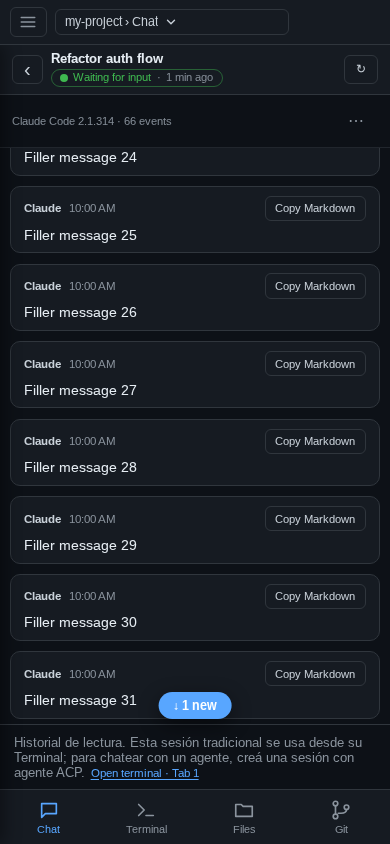 my-project › Chat
‹
Refactor auth flow
Waiting for input · 1 min ago
↻
Claude Code 2.1.314 · 66 events
⋯
Filler message 24
Claude 10:00 AM Copy Markdown
Filler message 25
Claude 10:00 AM Copy Markdown
Filler message 26
Claude 10:00 AM Copy Markdown
Filler message 27
Claude 10:00 AM Copy Markdown
Filler message 28
Claude 10:00 AM Copy Markdown
Filler message 29
Claude 10:00 AM Copy Markdown
Filler message 30
Claude 10:00 AM Copy Markdown
Filler message 31
↓ 1 new
Historial de lectura. Esta sesión tradicional se usa desde su
Terminal; para chatear con un agente, creá una sesión con
agente ACP. Open terminal · Tab 1
Chat Terminal Files Git